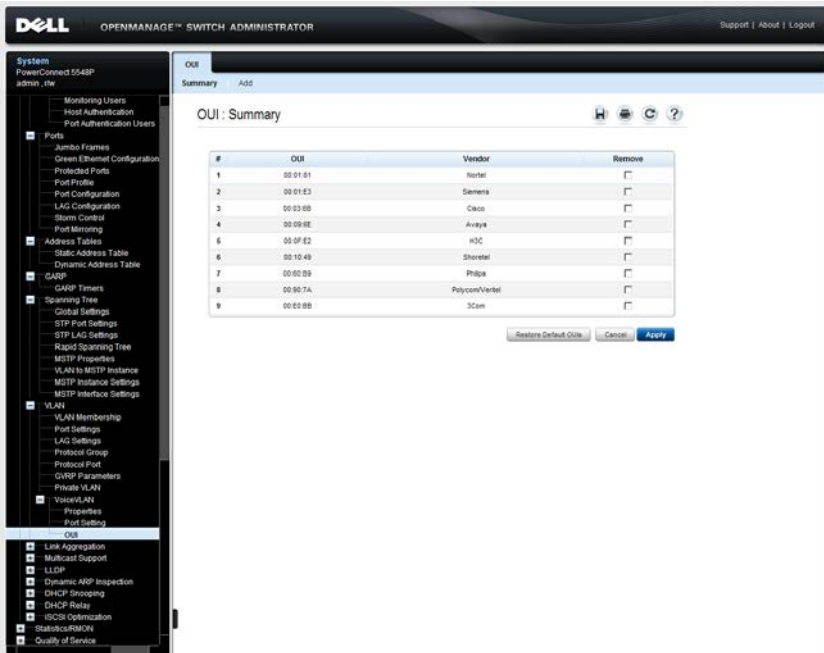 DELL OPENMANAGE™ SWITCH ADMINISTRATOR
Support | About | Logout
System
PowerConnect 5548P
admin , r/w
Monitoring Users
Host Authentication
Port Authentication Users
Ports
Jumbo Frames
Green Ethernet Configuration
Protected Ports
Port Profile
Port Configuration
LAG Configuration
Storm Control
Port Mirroring
Address Tables
Static Address Table
Dynamic Address Table
GARP
GARP Timers
Spanning Tree
Global Settings
STP Port Settings
STP LAG Settings
Rapid Spanning Tree
MSTP Properties
VLAN to MSTP Instance
MSTP Instance Settings
MSTP Interface Settings
VLAN
VLAN Membership
Port Settings
LAG Settings
Protocol Group
Protocol Port
GVRP Parameters
Private VLAN
VoiceVLAN
Properties
Port Setting
OUI
Link Aggregation
Multicast Support
LLDP
Dynamic ARP Inspection
DHCP Snooping
DHCP Relay
iSCSI Optimization
Statistics/RMON
Quality of Service
OUI
Summary Add
OUI : Summary
# OUI Vendor Remove
1 00:01:81 Nortel
2 00:01:E3 Siemens
3 00:03:6B Cisco
4 00:09:6E Avaya
5 00:0F:E2 H3C
6 00:10:49 Shoretel
7 00:60:B9 Philips
8 00:90:7A Polycom/Veritel
9 00:E0:BB 3Com
Restore Default OUIs Cancel Apply